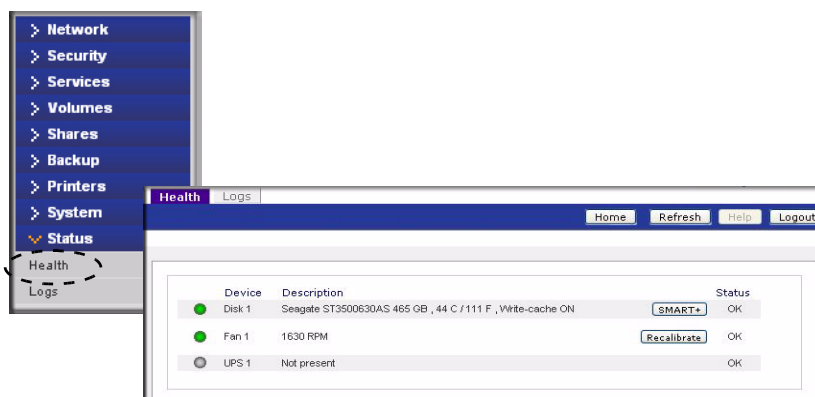 > Network
> Security
> Services
> Volumes
> Shares
> Backup
> Printers
> System
Status
Health
Logs
Health Logs
Home Refresh Help Logout
Device Description Status
Disk 1 Seagate ST3500630AS 465 GB , 44 C / 111 F , Write-cache ON SMART+ OK
Fan 1 1630 RPM Recalibrate OK
UPS 1 Not present OK